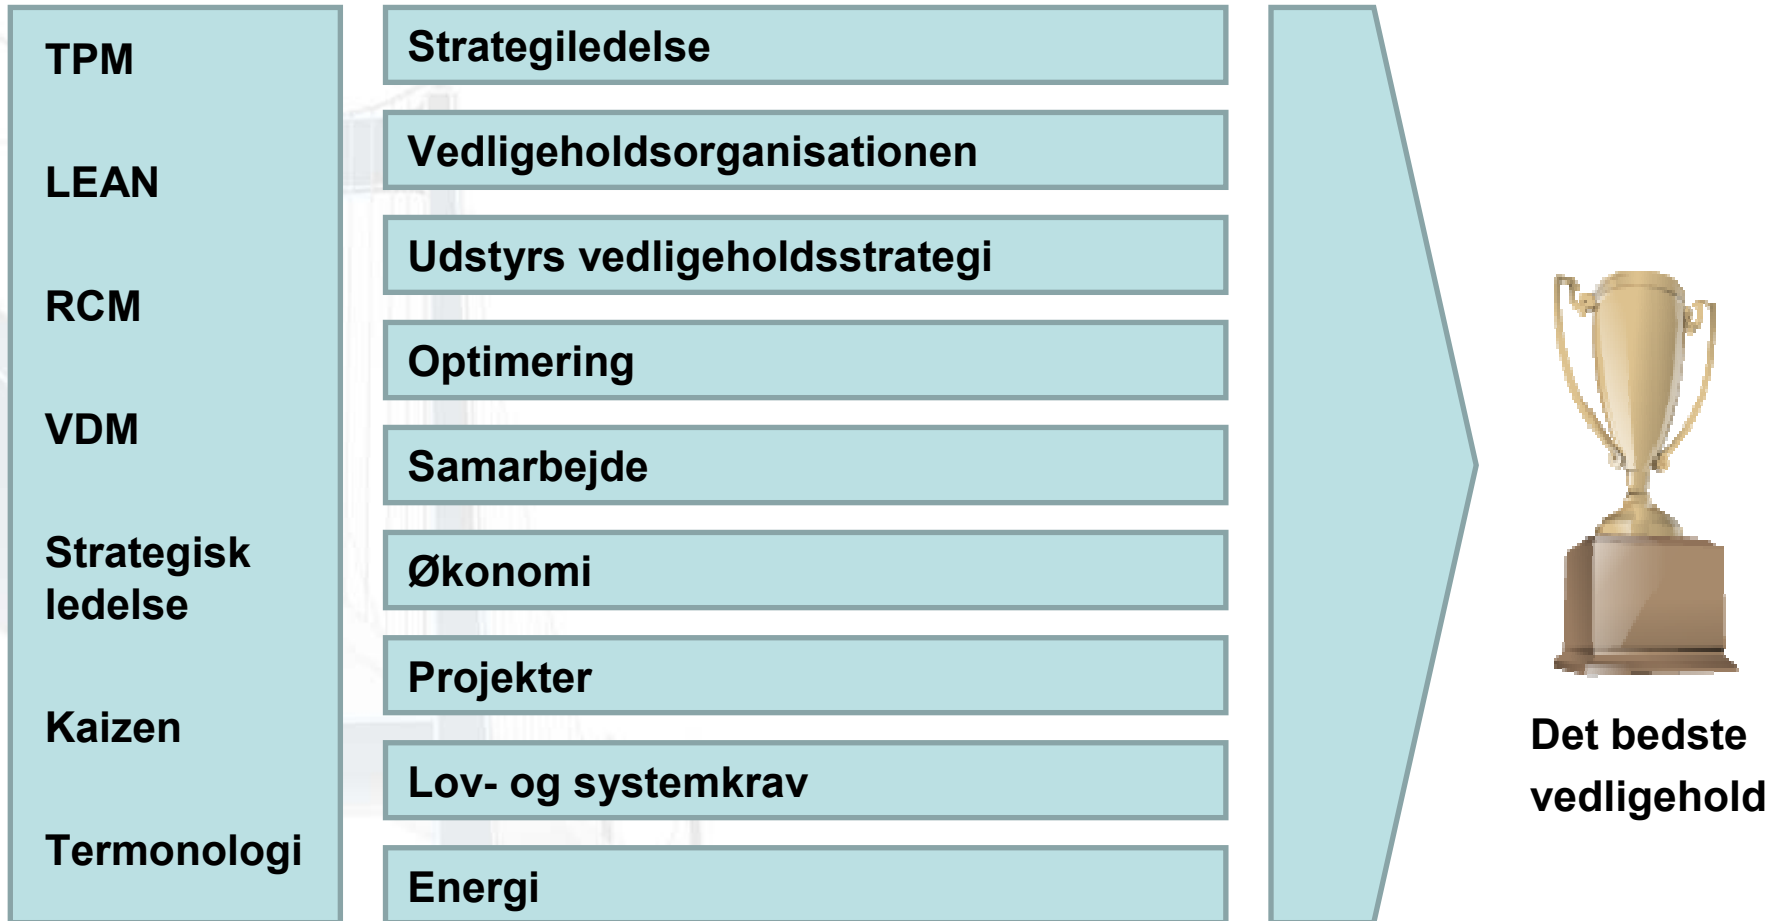 TPM
LEAN
RCM
VDM
Strategisk
ledelse
Kaizen
Termonologi
Strategiledelse
Vedligeholdsorganisationen
Udstyrs vedligeholdsstrategi
Optimering
Samarbejde
Økonomi
Projekter
Lov- og systemkrav
Energi
Det bedste
vedligehold